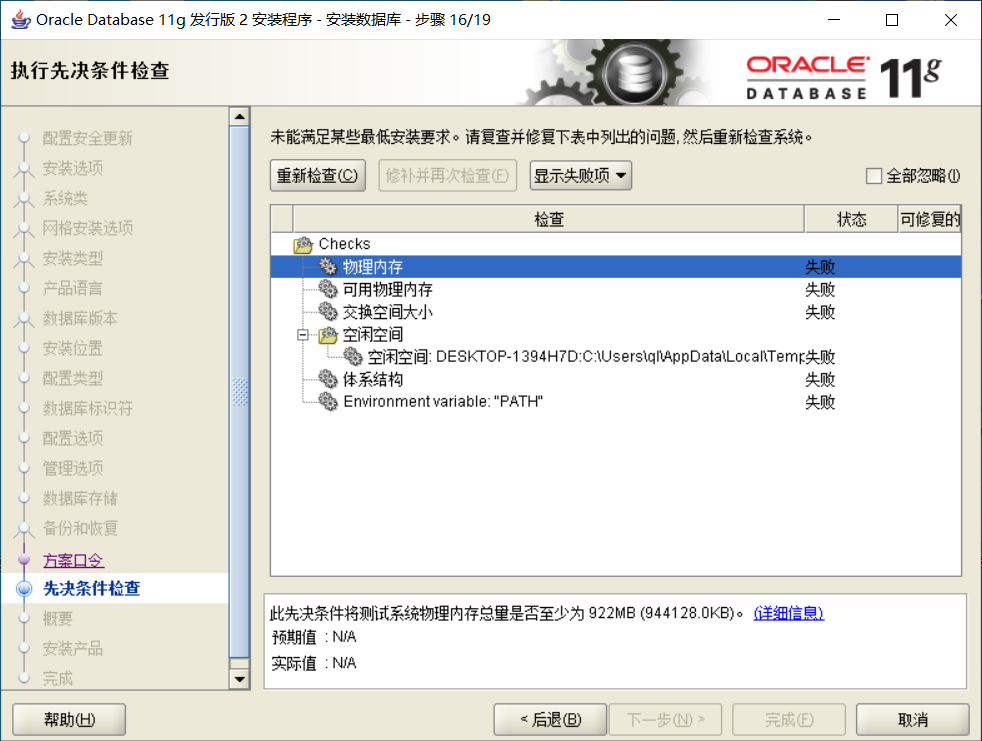 Oracle Database 11g 发行版 2 安装程序 - 安装数据库 - 步骤 16/19
执行先决条件检查
ORACLE
DATABASE
11g
配置安全更新
安装选项
系统类
网格安装选项
安装类型
产品语言
数据库版本
安装位置
配置类型
数据库标识符
配置选项
管理选项
数据库存储
备份和恢复
方案口令
先决条件检查
概要
安装产品
完成
未能满足某些最低安装要求。请复查并修复下表中列出的问题, 然后重新检查系统。
重新检查(C) 修补并再次检查(F) 显示失败项 全部忽略(I)
检查 状态 可修复的
Checks
物理内存 失败
可用物理内存 失败
交换空间大小 失败
空闲空间
空闲空间: DESKTOP-1394H7D:C:\Users\ql\AppData\Local\Temp 失败
体系结构 失败
Environment variable: "PATH" 失败
此先决条件将测试系统物理内存总量是否至少为 922MB (944128.0KB)。 (详细信息)
预期值 : N/A
实际值 : N/A
帮助(H) < 后退(B) 下一步(N) > 完成(F) 取消